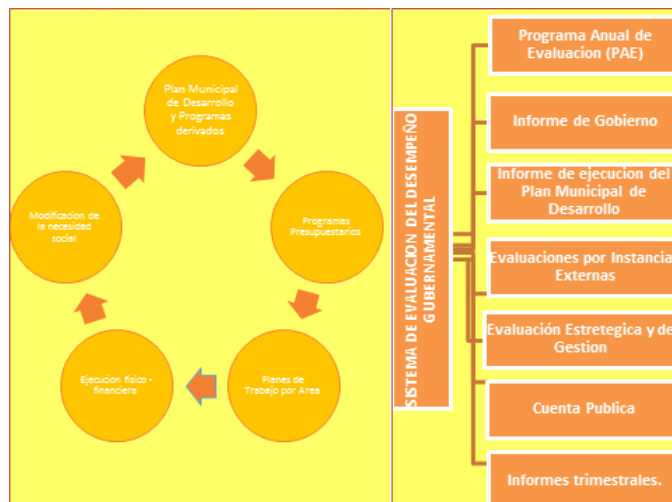 Plan Municipal
de Desarrollo
y Programas
derivados
Programas
Presupuestarios
Planes de
Trabajo por Area
Ejecucion físico -
financiera
Modificacion de
la necesidad
social
SISTEMA DE EVALUACION DEL DESEMPEÑO
GUBERNAMENTAL
Programa Anual de
Evaluacion (PAE)
Informe de Gobierno
Informe de ejecucion del
Plan Municipal de
Desarrollo
Evaluaciones por Instancia
Externas
Evaluación Estretegica y de
Gestion
Cuenta Publica
Informes trimestrales.